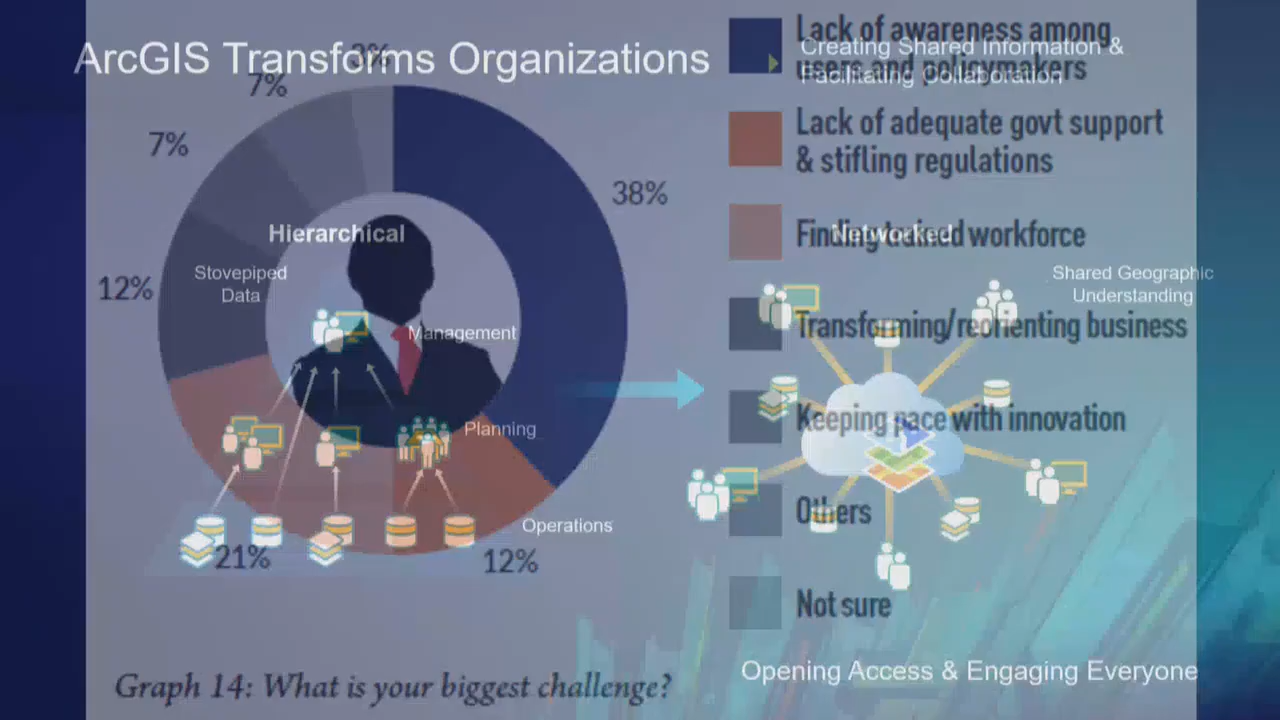 ArcGIS Transforms Organizations
Creating Shared Information &
Facilitating Collaboration
Hierarchical
Stovepiped
Data
Management
Planning
Operations
Networked
Shared Geographic
Understanding
Opening Access & Engaging Everyone
3%
7%
7%
12%
38%
21%
12%
Lack of awareness among
users and policymakers
Lack of adequate govt support
& stifling regulations
Finding trained workforce
Transforming/reorienting business
Keeping pace with innovation
Others
Not sure
Graph 14: What is your biggest challenge?